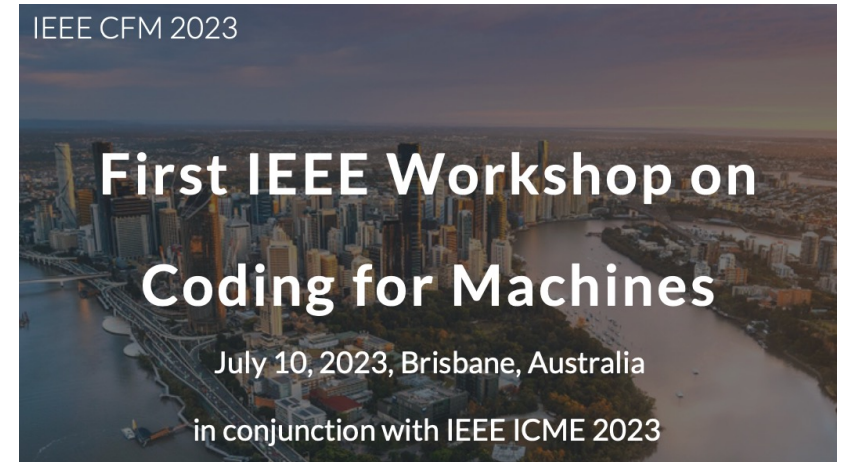 IEEE CFM 2023
First IEEE Workshop on
Coding for Machines
July 10, 2023, Brisbane, Australia
in conjunction with IEEE ICME 2023